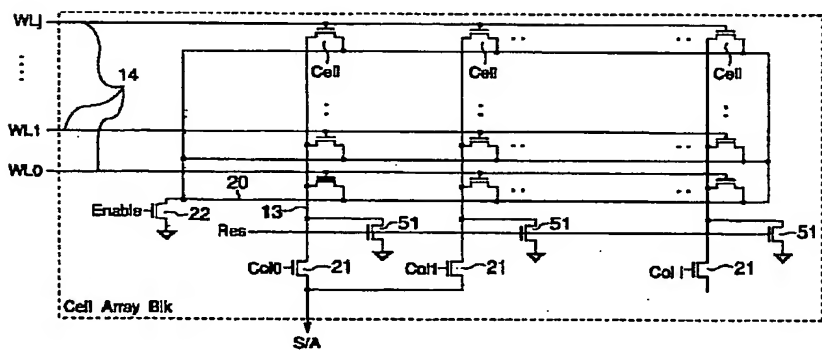 WLj
Cell
Cell
Cell
14
WL1
WL0
20
Enable
22
13
51
51
51
Res
Col0
21
Col1
21
Col i
21
Cell Array Blk
S/A